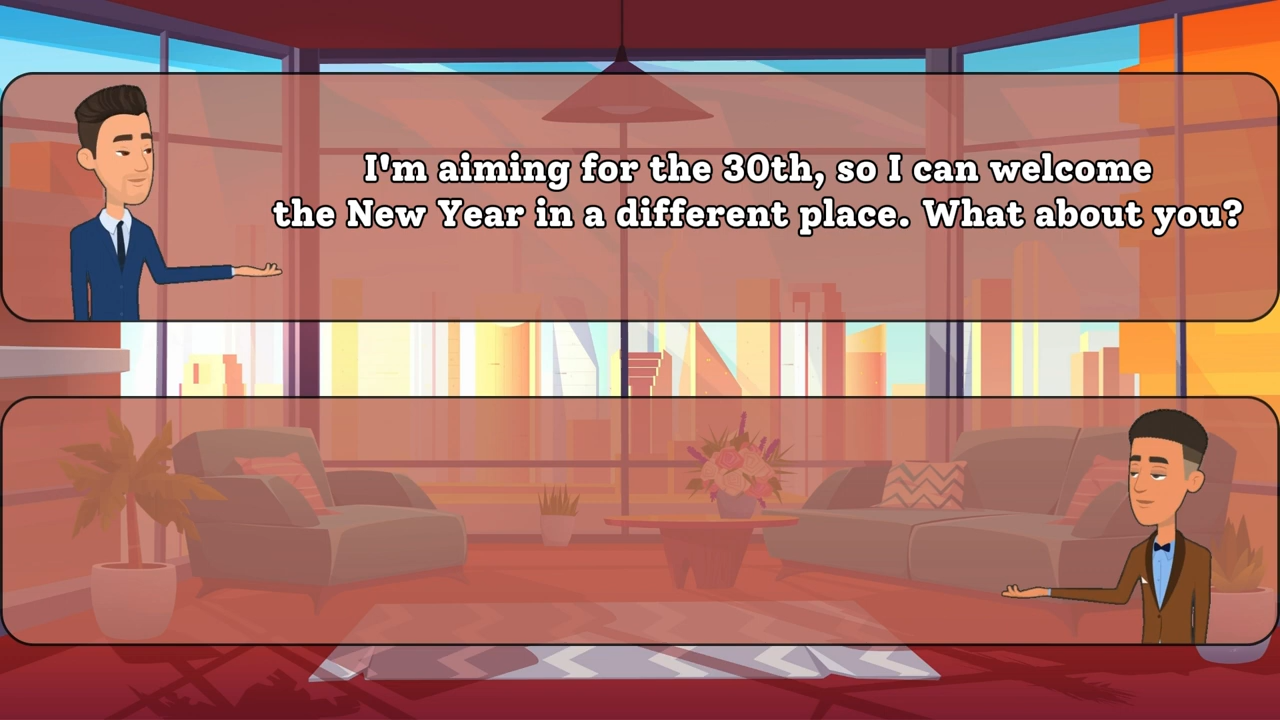 I'm aiming for the 30th, so I can welcome
the New Year in a different place. What about you?